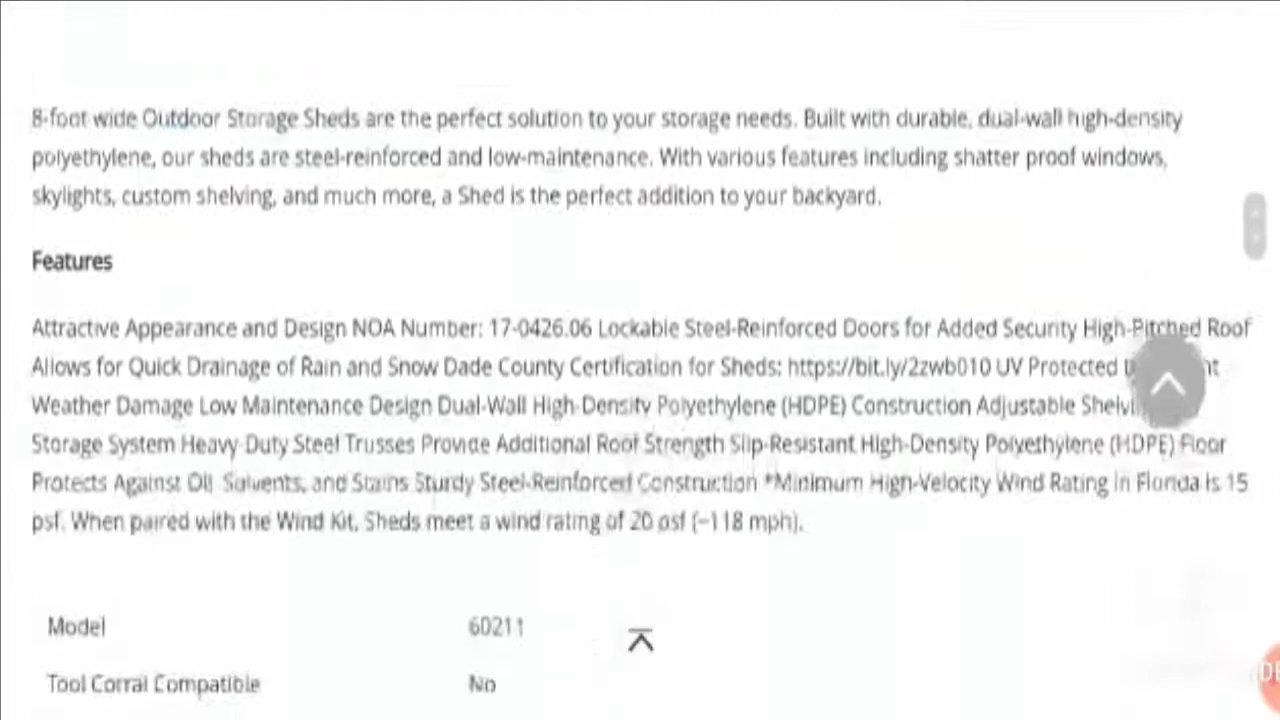 8-foot wide Outdoor Storage Sheds are the perfect solution to your storage needs. Built with durable, dual-wall high-density
polyethylene, our sheds are steel-reinforced and low-maintenance. With various features including shatter proof windows,
skylights, custom shelving, and much more, a Shed is the perfect addition to your backyard.
Features
Attractive Appearance and Design NOA Number: 17-0426.06 Lockable Steel-Reinforced Doors for Added Security High-Pitched Roof
Allows for Quick Drainage of Rain and Snow Dade County Certification for Sheds: https://bit.ly/2zwb010 UV Protected
Weather Damage Low Maintenance Design Dual-Wall High-Density Polyethylene (HDPE) Construction Adjustable
Storage System Heavy-Duty Steel Trusses Provide Additional Roof Strength Slip-Resistant High-Density Polyethylene (HDPE) Floor
Protects Against Oil, Solvents, and Stains Sturdy Steel-Reinforced Construction *Minimum High-Velocity Wind Rating in Florida is 15
psf. When paired with the Wind Kit, Sheds meet a wind rating of 20 psf (~118 mph).
Model 60211
Tool Corral Compatible No